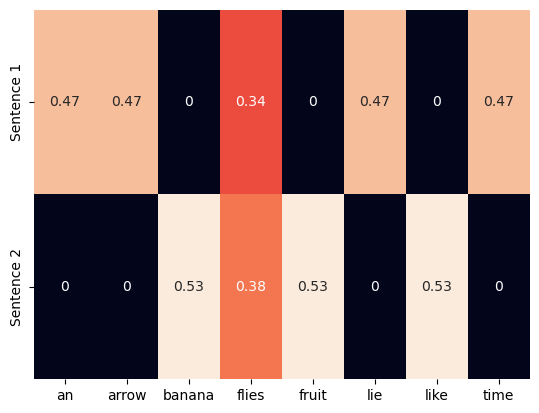 Sentence 1
0.47 0.47 0 0.34 0 0.47 0 0.47
Sentence 2
0 0 0.53 0.38 0.53 0 0.53 0
an arrow banana flies fruit lie like time